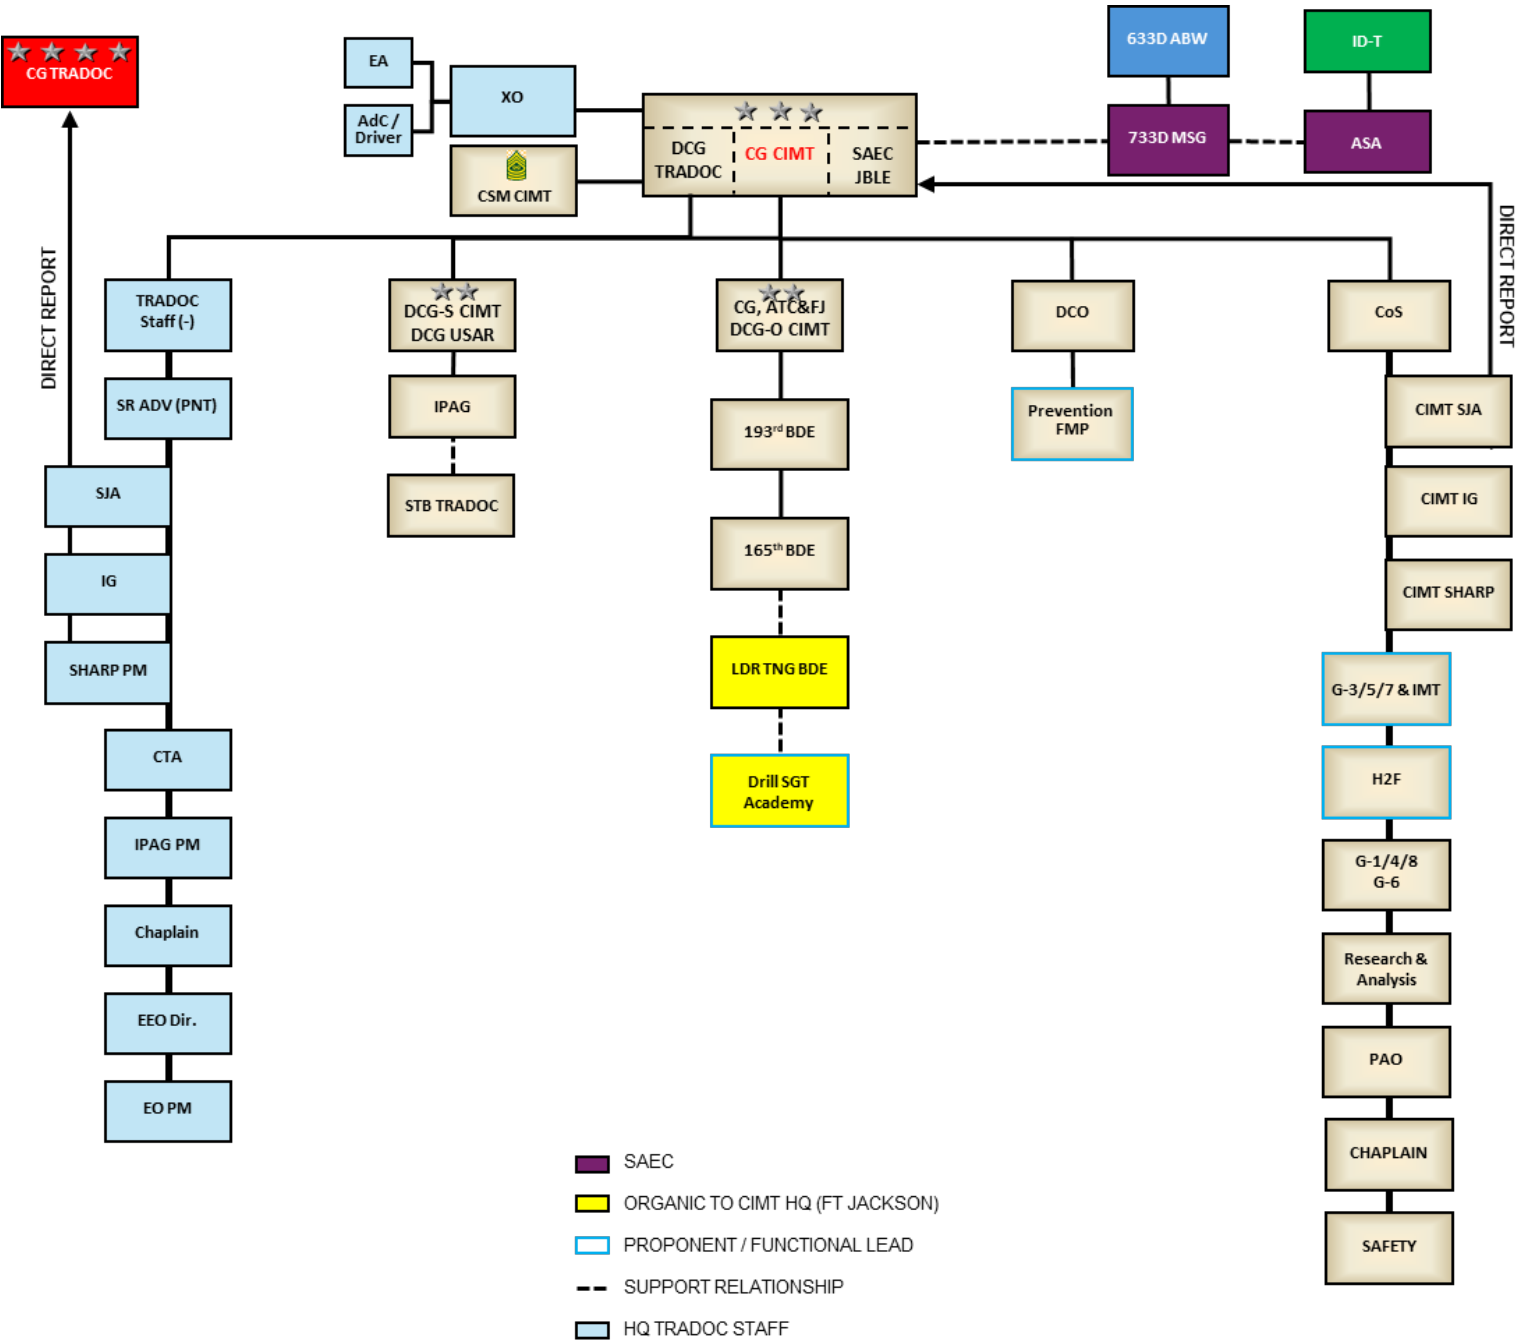 CG TRADOC
EA
AdC /
Driver
XO
CSM CIMT
DCG
TRADOC
CG CIMT
SAEC
JBLE
633D ABW
733D MSG
ID-T
ASA
DIRECT REPORT
DIRECT REPORT
TRADOC
Staff (-)
SR ADV (PNT)
SJA
IG
SHARP PM
CTA
IPAG PM
Chaplain
EEO Dir.
EO PM
DCG-S CIMT
DCG USAR
IPAG
STB TRADOC
CG, ATC&FJ
DCG-O CIMT
193rd BDE
165th BDE
LDR TNG BDE
Drill SGT
Academy
DCO
Prevention
FMP
CoS
CIMT SJA
CIMT IG
CIMT SHARP
G-3/5/7 & IMT
H2F
G-1/4/8
G-6
Research &
Analysis
PAO
CHAPLAIN
SAFETY
SAEC
ORGANIC TO CIMT HQ (FT JACKSON)
PROPONENT / FUNCTIONAL LEAD
SUPPORT RELATIONSHIP
HQ TRADOC STAFF